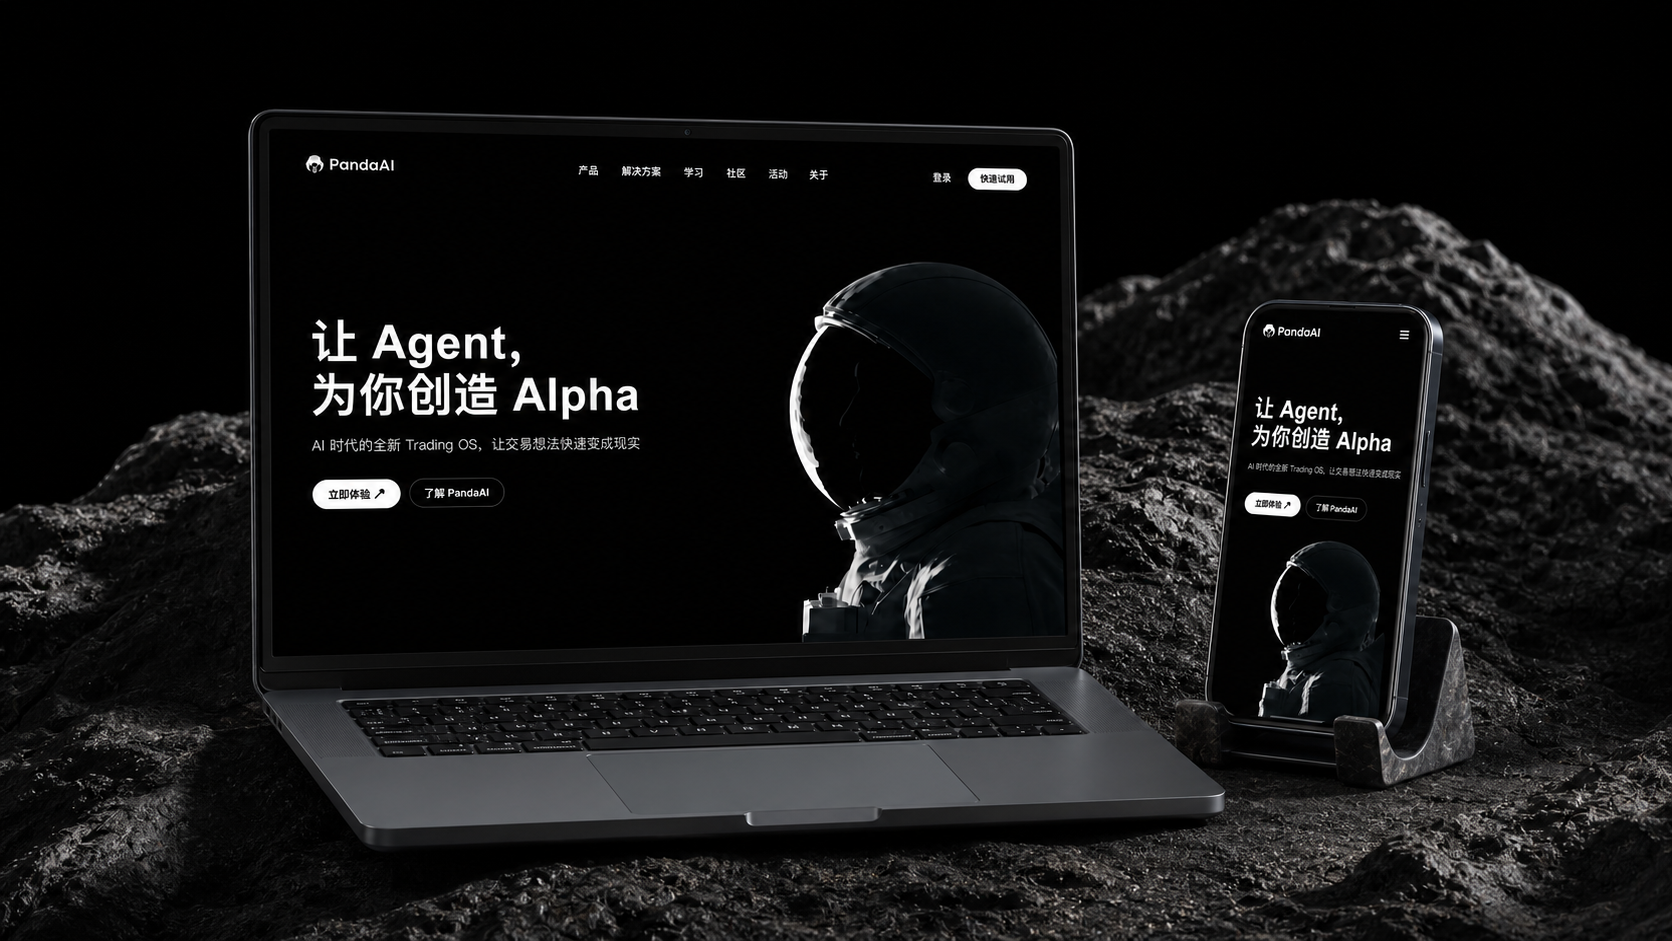 PandaAI
产品 解决方案 学习 社区 活动 关于
登录 快速试用
让 Agent，
为你创造 Alpha
AI 时代的全新 Trading OS，让交易想法快速变成现实
立即体验 ↗ 了解 PandaAI
PandaAI
让 Agent，
为你创造 Alpha
AI 时代的全新 Trading OS，让交易想法快速变成现实
立即体验 ↗ 了解 PandaAI